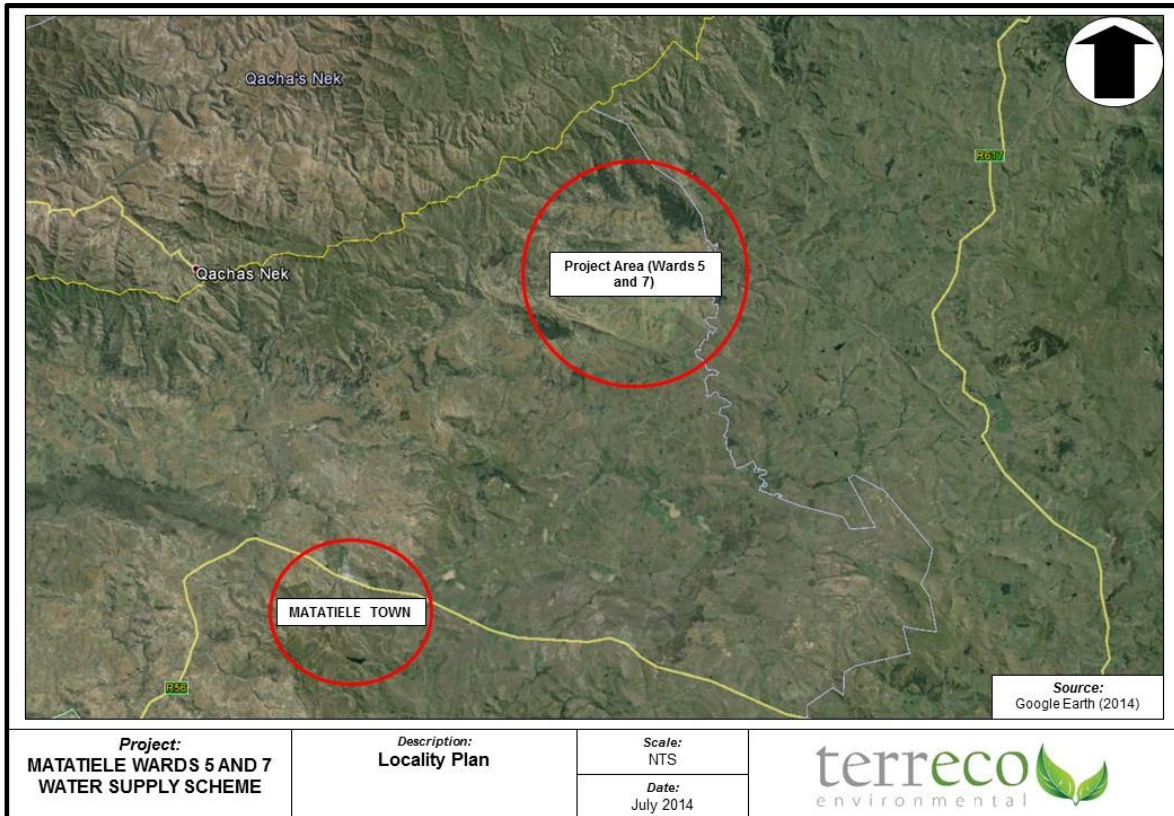 Qacha's Nek
R617
Qachas Nek
Project Area (Wards 5
and 7)
MATATIELE TOWN
R56
Source:
Google Earth (2014)
Project:
MATATIELE WARDS 5 AND 7
WATER SUPPLY SCHEME
Description:
Locality Plan
Scale:
NTS
Date:
July 2014
terreco
environmental